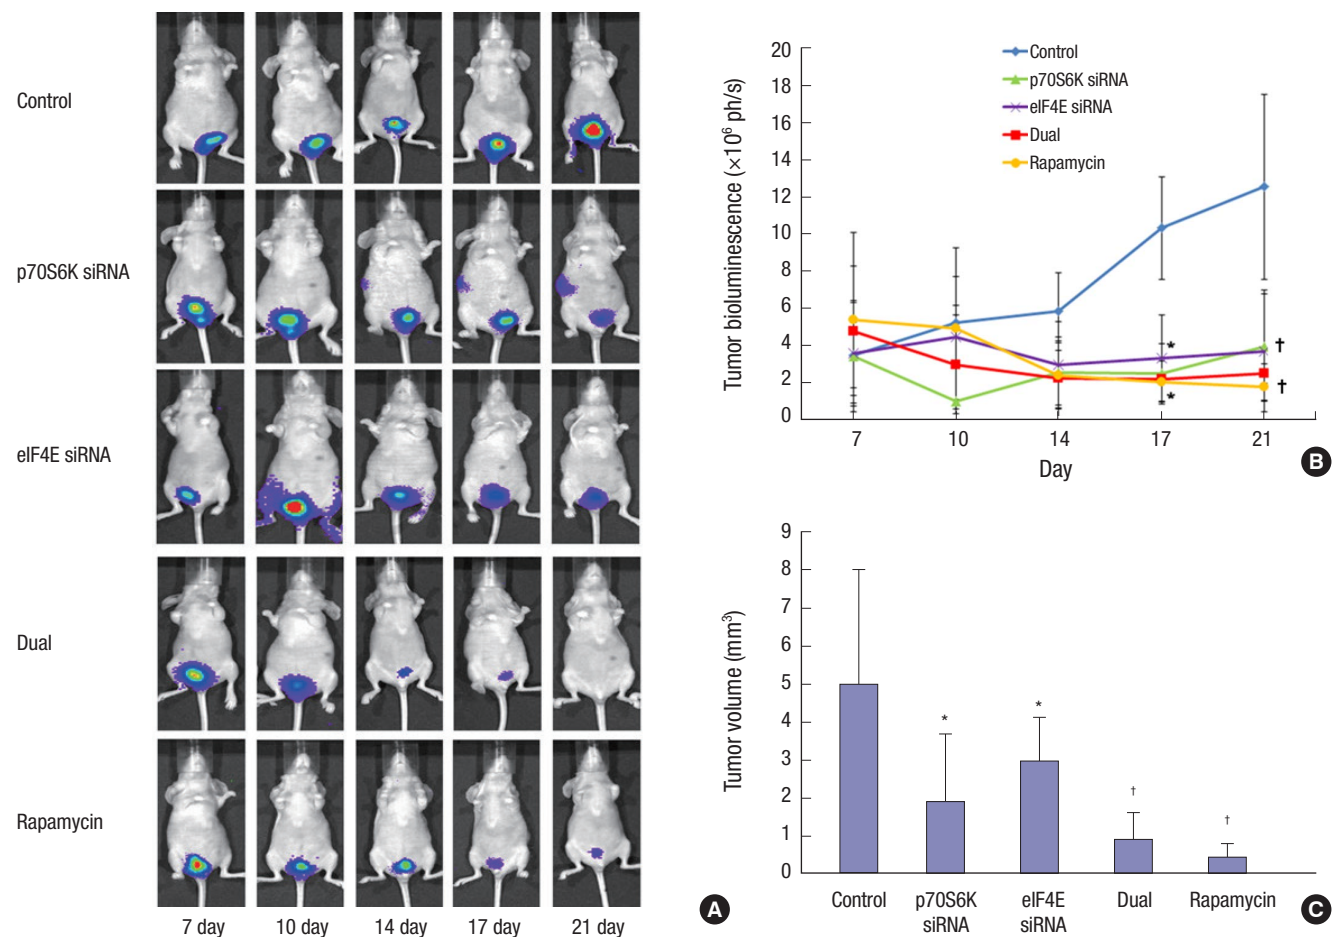 Control
p70S6K siRNA
eIF4E siRNA
Dual
Rapamycin
7 day
10 day
14 day
17 day
21 day
A
Tumor bioluminescence (×10⁶ ph/s)
20
18
16
14
12
10
8
6
4
2
0
Control
p70S6K siRNA
eIF4E siRNA
Dual
Rapamycin
*
†
*
†
7
10
14
17
21
Day
B
Tumor volume (mm³)
9
8
7
6
5
4
3
2
1
0
*
*
†
†
Control
p70S6K
siRNA
eIF4E
siRNA
Dual
Rapamycin
C